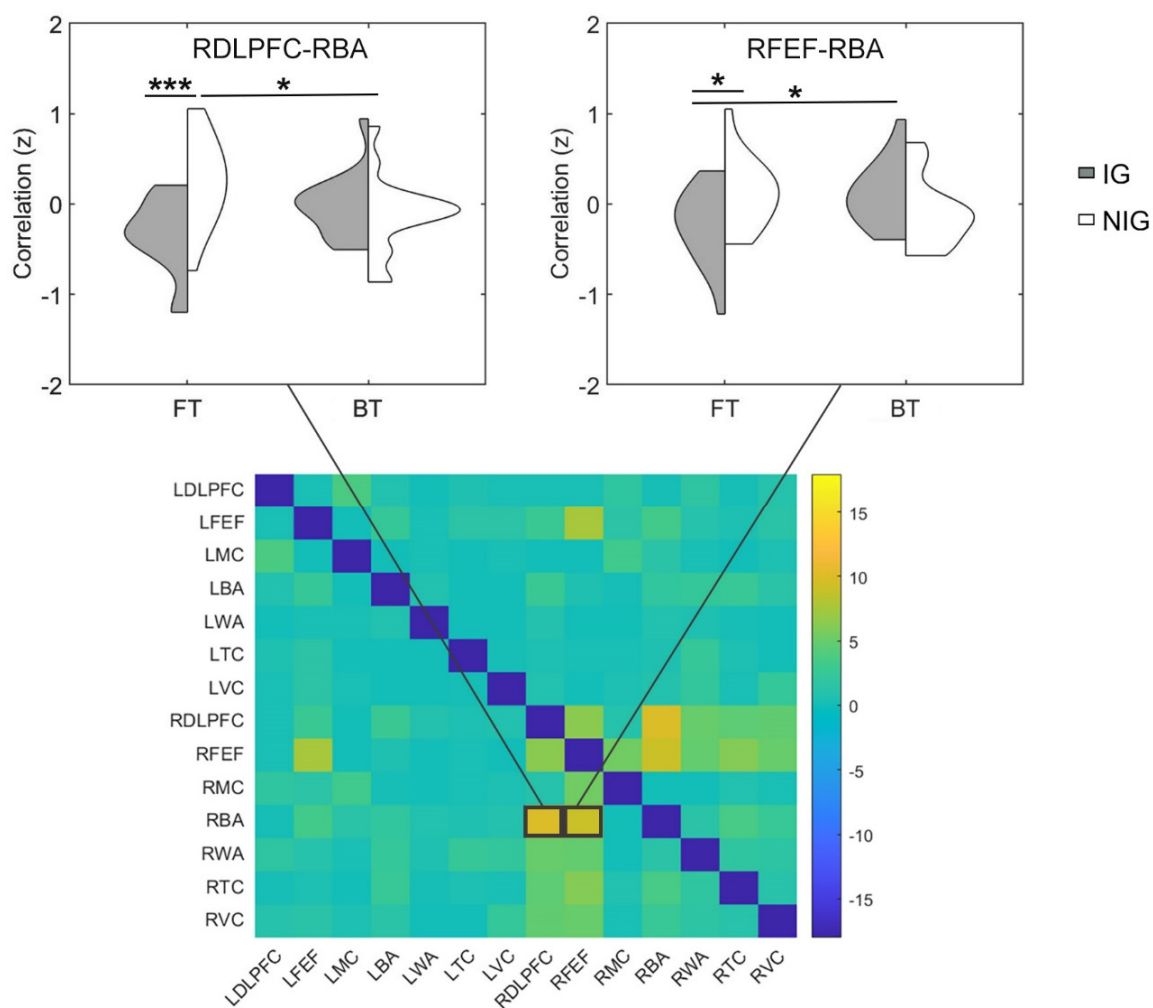 RDLPFC-RBA
***
*
2
1
0
-1
-2
Correlation (z)
FT
BT
RFEF-RBA
*
*
2
1
0
-1
-2
Correlation (z)
FT
BT
IG
NIG
LDLPFC
LFEF
LMC
LBA
LWA
LTC
LVC
RDLPFC
RFEF
RMC
RBA
RWA
RTC
RVC
LDLPFC
LFEF
LMC
LBA
LWA
LTC
LVC
RDLPFC
RFEF
RMC
RBA
RWA
RTC
RVC
15
10
5
0
-5
-10
-15